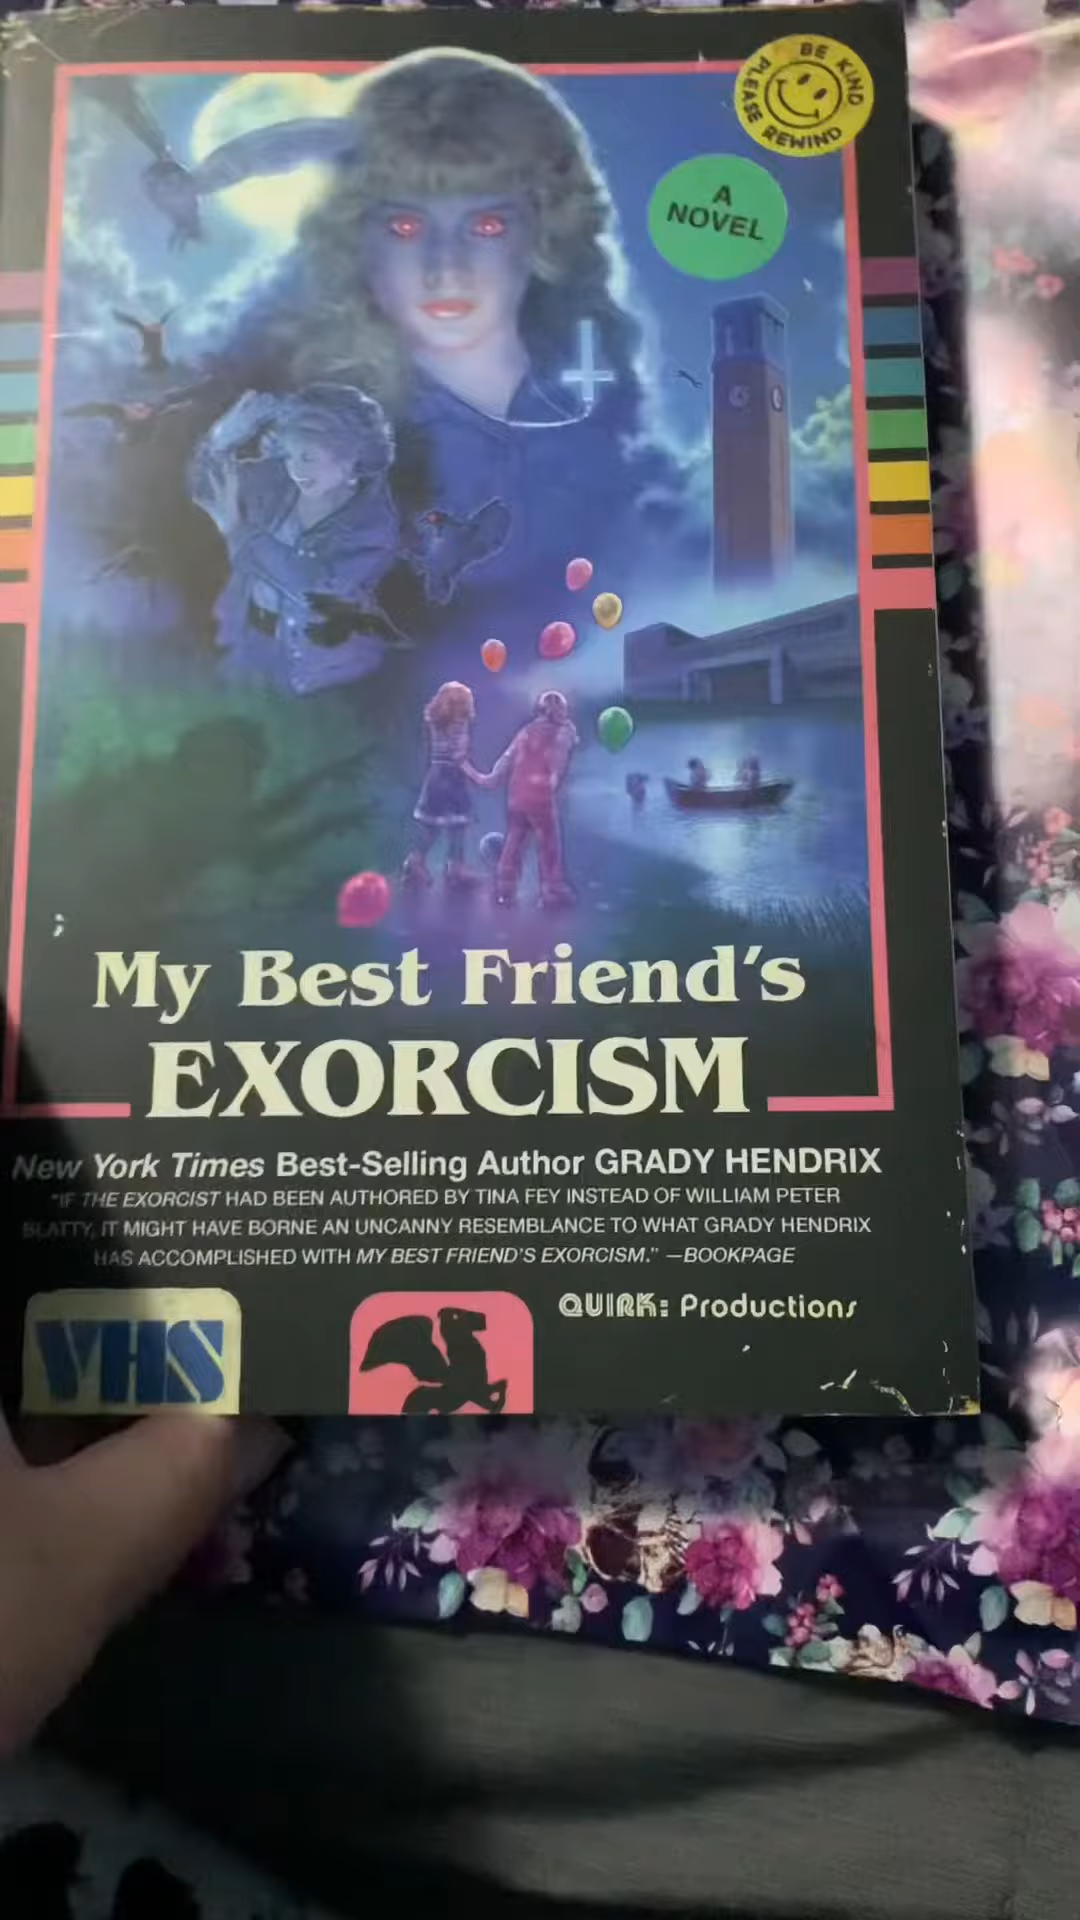 BE KIND
PLEASE REWIND
A
NOVEL
My Best Friend's
EXORCISM
New York Times Best-Selling Author GRADY HENDRIX
"IF THE EXORCIST HAD BEEN AUTHORED BY TINA FEY INSTEAD OF WILLIAM PETER
BLATTY, IT MIGHT HAVE BORNE AN UNCANNY RESEMBLANCE TO WHAT GRADY HENDRIX
HAS ACCOMPLISHED WITH MY BEST FRIEND'S EXORCISM." —BOOKPAGE
VHS
QUIRK: Productions